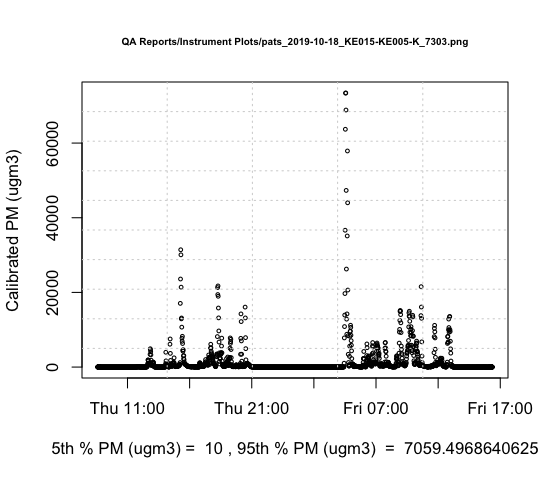 QA Reports/Instrument Plots/pats_2019-10-18_KE015-KE005-K_7303.png
Calibrated PM (ugm3)
60000
40000
20000
0
Thu 11:00 Thu 21:00 Fri 07:00 Fri 17:00
5th % PM (ugm3) = 10 , 95th % PM (ugm3) = 7059.4968640625